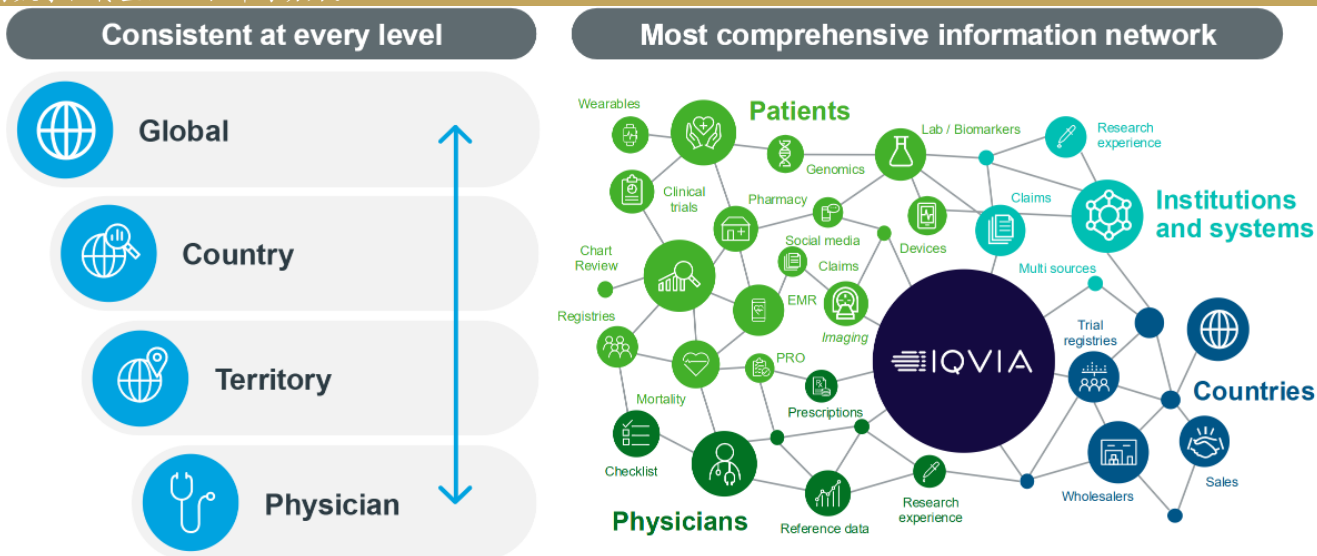 Consistent at every level
Global
Country
Territory
Physician
Most comprehensive information network
Wearables
Patients
Lab / Biomarkers
Research
experience
Genomics
Clinical
trials
Pharmacy
Claims
Institutions
and systems
Social media
Devices
Chart
Review
Claims
Multi sources
EMR
Registries
Imaging
Trial
registries
PRO
IQVIA
Countries
Mortality
Prescriptions
Checklist
Wholesalers
Sales
Physicians
Reference data
Research
experience